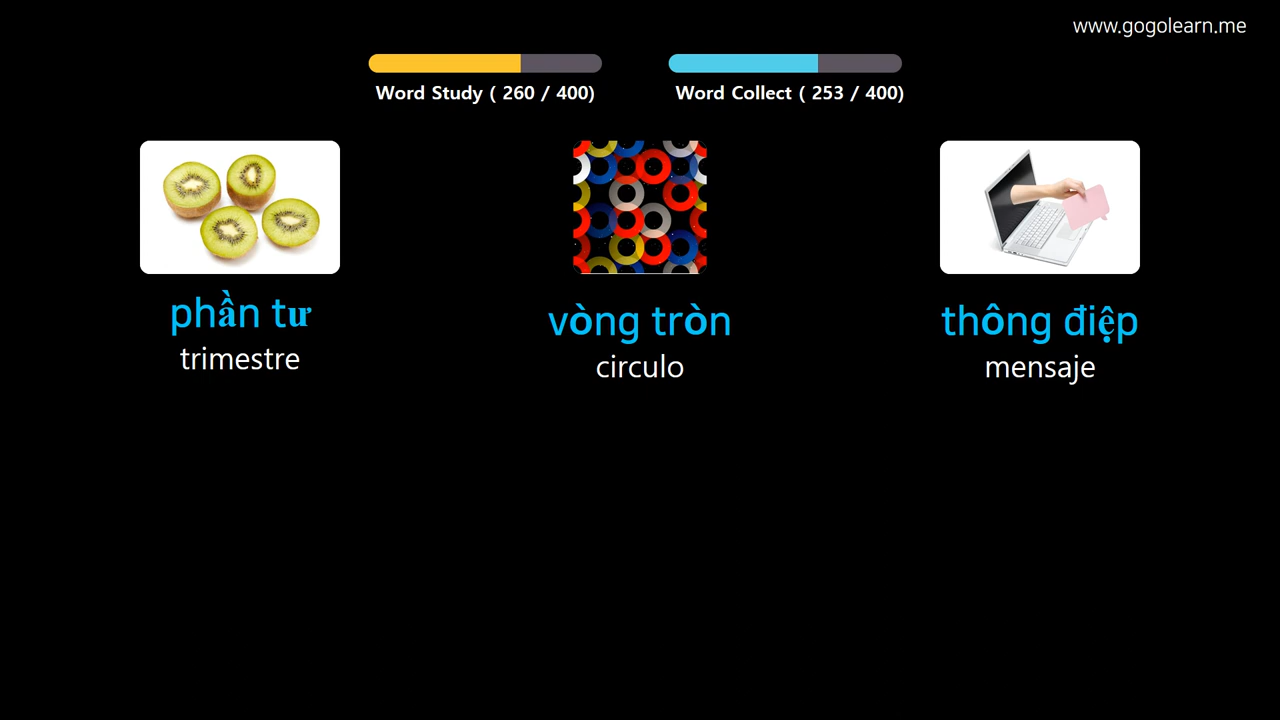 www.gogolearn.me
Word Study ( 260 / 400)
Word Collect ( 253 / 400)
phần tư
trimestre
vòng tròn
circulo
thông điệp
mensaje